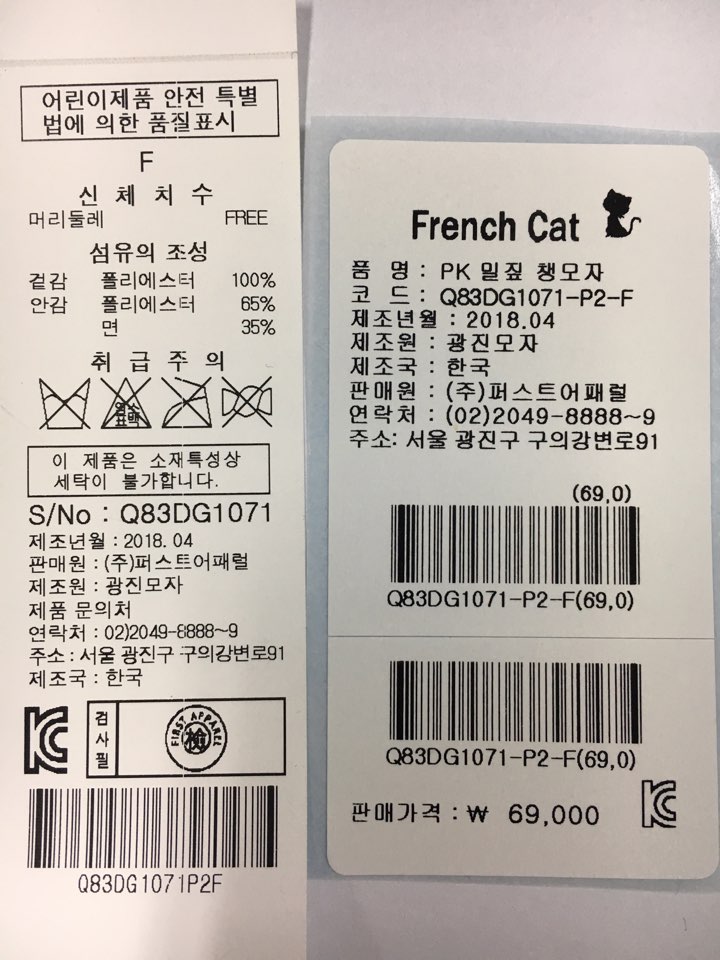 어린이제품 안전 특별
법에 의한 품질표시
F
신 체 치 수
머리둘레 FREE
섬유의 조성
겉감 폴리에스터 100%
안감 폴리에스터 65%
면 35%
취 급 주 의
염소
표백
이 제품은 소재특성상
세탁이 불가합니다.
S/No : Q83DG1071
제조년월 : 2018. 04
판매원 : (주)퍼스트어패럴
제조원 : 광진모자
제품 문의처
연락처 : 02)2049-8888~9
주소 : 서울 광진구 구의강변로91
제조국 : 한국
KC
검사필
FIRST APPAREL
檢
Q83DG1071P2F
French Cat
품 명 : PK 밀짚 챙모자
코 드 : Q83DG1071-P2-F
제조년월 : 2018.04
제조원 : 광진모자
제조국 : 한국
판매원 : (주)퍼스트어패럴
연락처 : (02)2049-8888~9
주소: 서울 광진구 구의강변로91
(69,0)
Q83DG1071-P2-F(69,0)
Q83DG1071-P2-F(69,0)
판매가격 : ₩ 69,000
KC